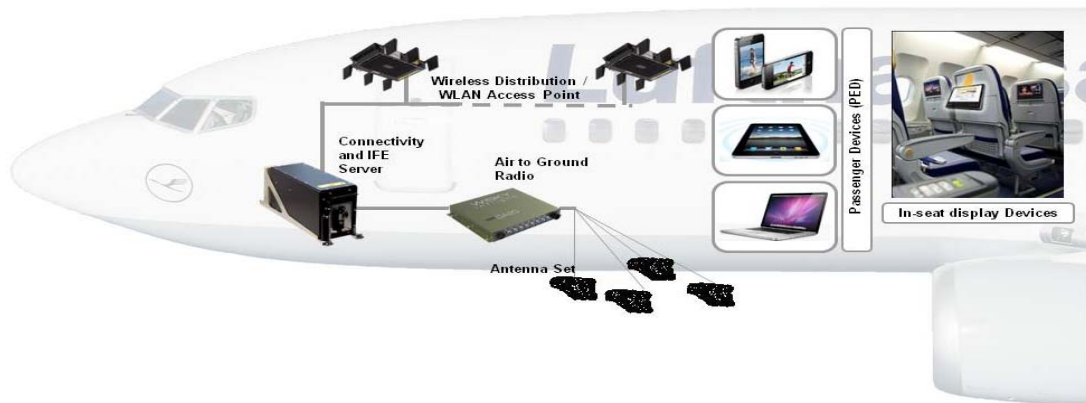 Wireless Distribution /
WLAN Access Point
Connectivity
and IFE
Server
Air to Ground
Radio
Antenna Set
Passenger Devices (PED)
In-seat display Devices